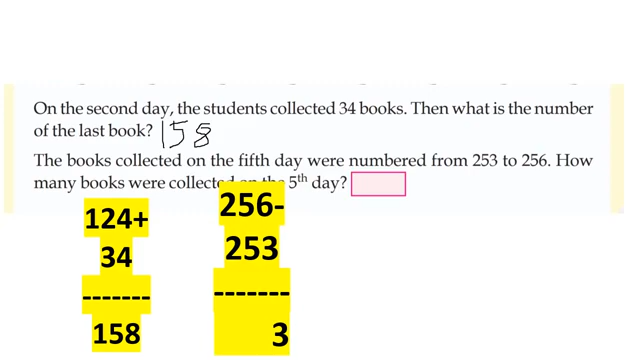 On the second day, the students collected 34 books. Then what is the number
of the last book? 158
The books collected on the fifth day were numbered from 253 to 256. How
many books were collected on the 5th day?
124+
34
-------
158
256-
253
-------
3